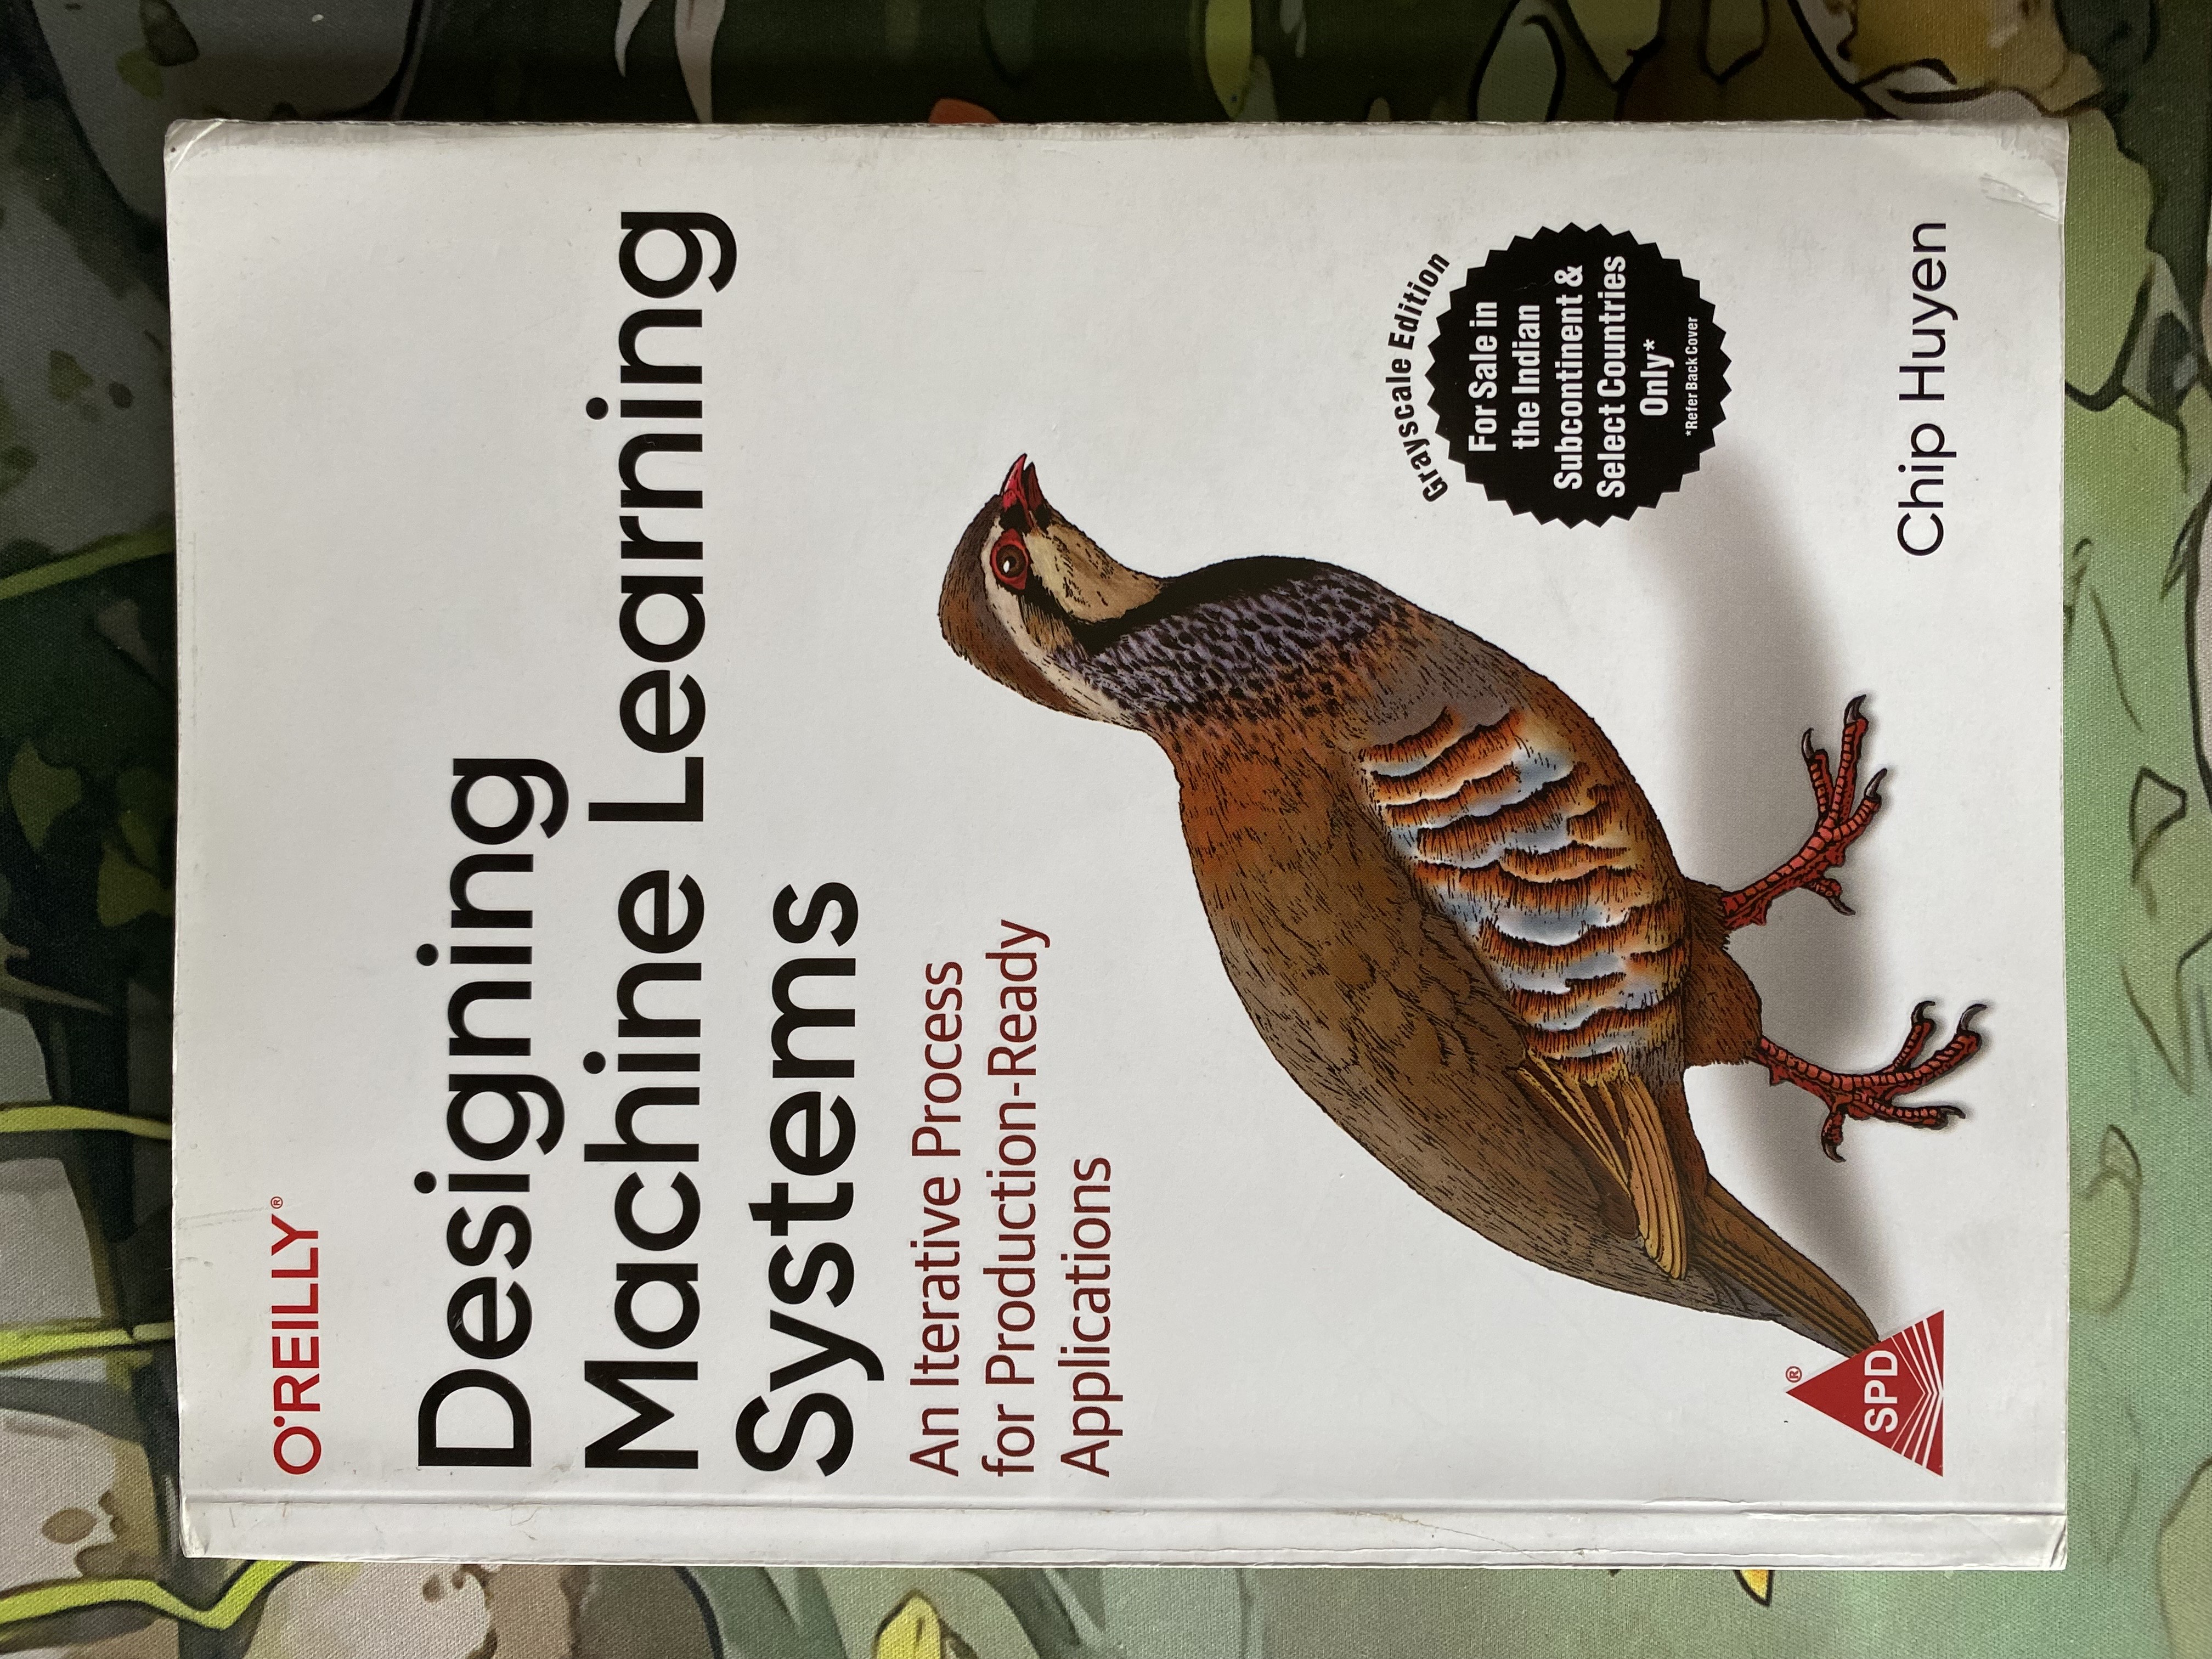 O'REILLY®
Designing
Machine Learning
Systems
An Iterative Process
for Production-Ready
Applications
Grayscale Edition
For Sale in
the Indian
Subcontinent &
Select Countries
Only*
*Refer Back Cover
®
SPD
Chip Huyen